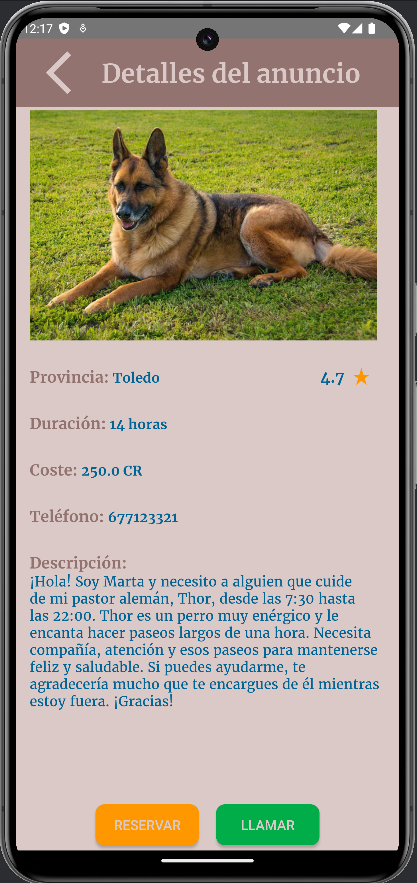 12:17
Detalles del anuncio
Provincia: Toledo 4.7
Duración: 14 horas
Coste: 250.0 CR
Teléfono: 677123321
Descripción:
¡Hola! Soy Marta y necesito a alguien que cuide
de mi pastor alemán, Thor, desde las 7:30 hasta
las 22:00. Thor es un perro muy enérgico y le
encanta hacer paseos largos de una hora. Necesita
compañía, atención y esos paseos para mantenerse
feliz y saludable. Si puedes ayudarme, te
agradecería mucho que te encargues de él mientras
estoy fuera. ¡Gracias!
RESERVAR LLAMAR